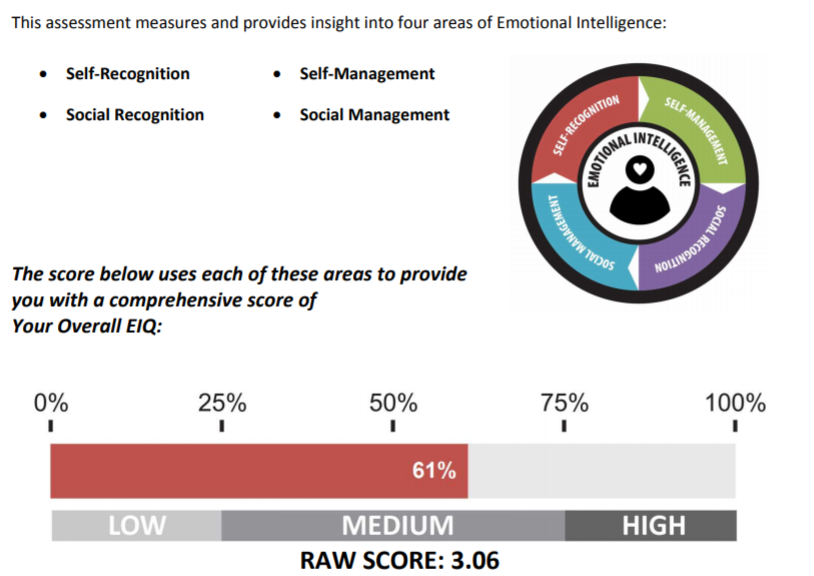 This assessment measures and provides insight into four areas of Emotional Intelligence:
• Self-Recognition
• Self-Management
• Social Recognition
• Social Management
SELF-RECOGNITION
SELF-MANAGEMENT
SOCIAL RECOGNITION
SOCIAL MANAGEMENT
EMOTIONAL INTELLIGENCE
The score below uses each of these areas to provide
you with a comprehensive score of
Your Overall EIQ:
0% 25% 50% 75% 100%
61%
LOW MEDIUM HIGH
RAW SCORE: 3.06